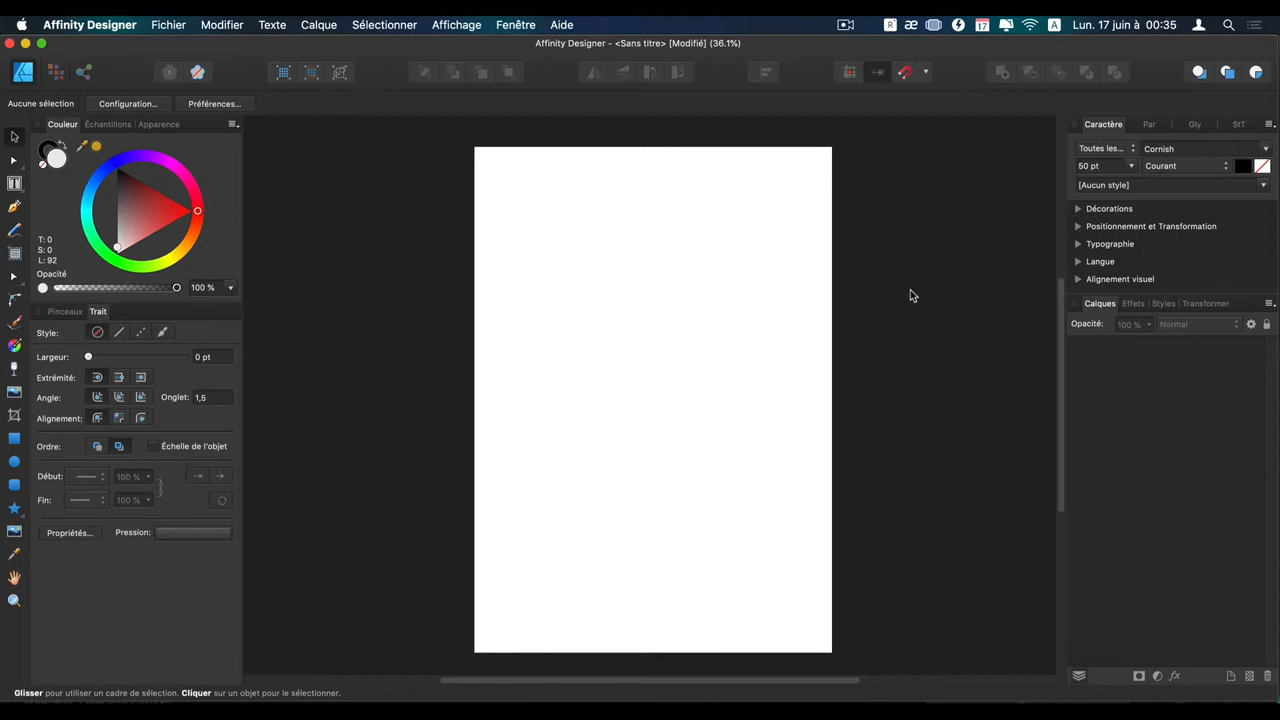 Affinity Designer Fichier Modifier Texte Calque Sélectionner Affichage Fenêtre Aide 17 A Lun. 17 juin à 00:35
Affinity Designer - <Sans titre> [Modifié] (36.1%)
Aucune sélection Configuration... Préférences...
Couleur Échantillons Apparence
T: 0
S: 0
L: 92
Opacité
100 %
Pinceaux Trait
Style:
Largeur: 0 pt
Extrémité:
Angle: Onglet: 1,5
Alignement:
Ordre: Échelle de l'objet
Début: 100 %
Fin: 100 %
Propriétés... Pression:
Caractère Par Gly StT
Toutes les... Cornish
50 pt Courant
[Aucun style]
Décorations
Positionnement et Transformation
Typographie
Langue
Alignement visuel
Calques Effets Styles Transformer
Opacité: 100 % Normal
Glisser pour utiliser un cadre de sélection. Cliquer sur un objet pour le sélectionner.